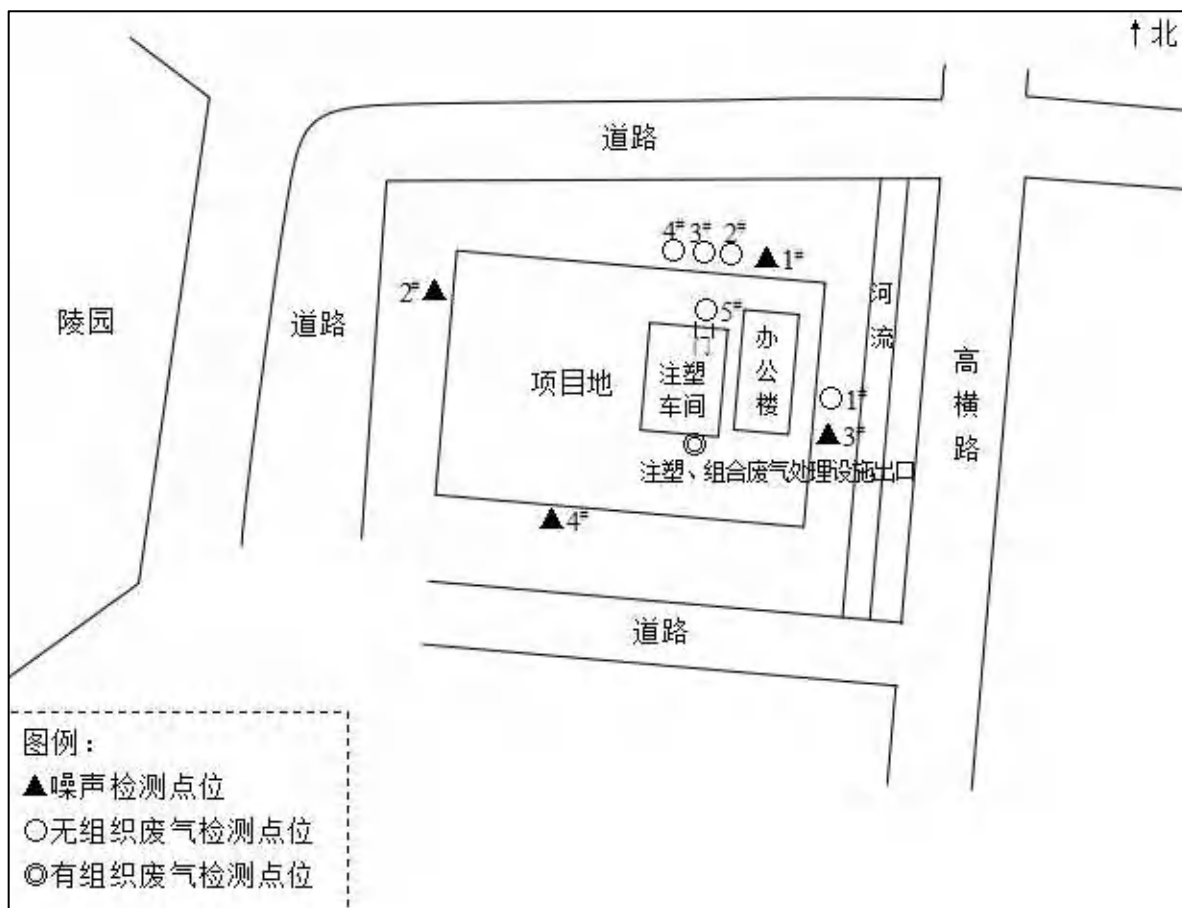 北
道路
4#
3#
2#
1#
2#
5#
河流
陵园
道路
门
办公楼
高横路
项目地
注塑
车间
1#
3#
注塑、组合废气处理设施出口
4#
道路
图例：
▲噪声检测点位
○无组织废气检测点位
◎有组织废气检测点位